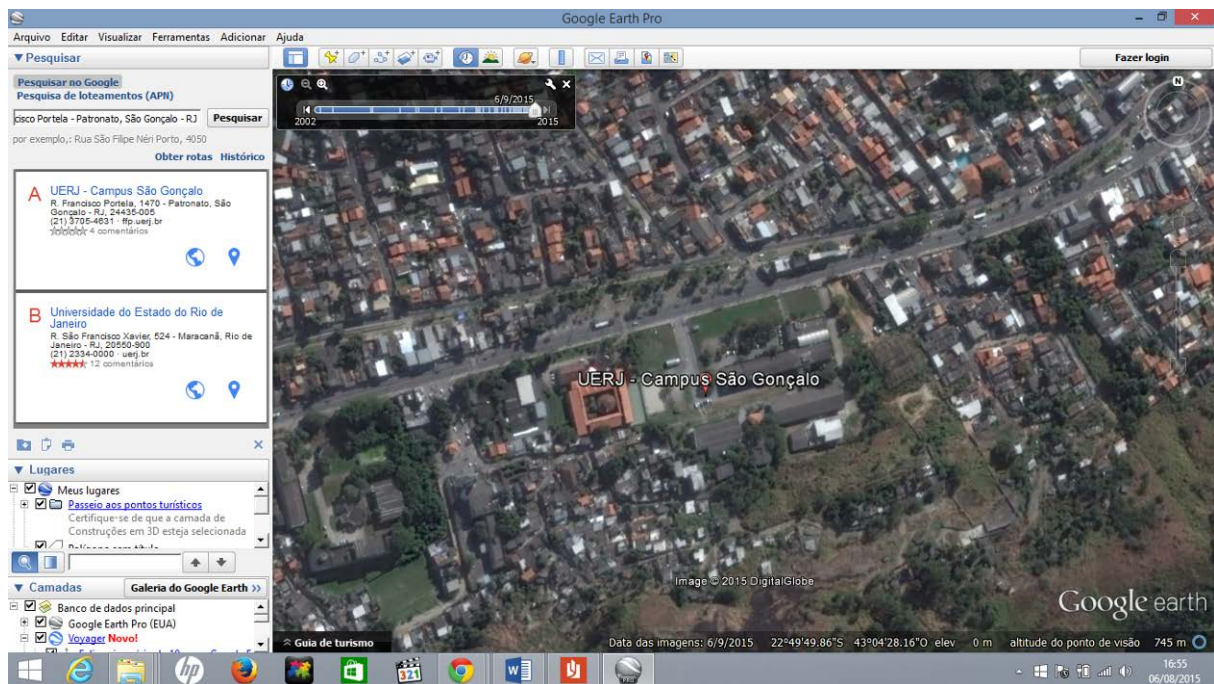 Google Earth Pro
Arquivo Editar Visualizar Ferramentas Adicionar Ajuda
Pesquisar
Fazer login
Pesquisar no Google
Pesquisa de loteamentos (APN)
cisco Portela - Patronato, São Gonçalo - RJ Pesquisar
por exemplo,: Rua São Filipe Néri Porto, 4050
Obter rotas Histórico
6/9/2015
2002 2015
N
A UERJ - Campus São Gonçalo
R. Francisco Portela, 1470 - Patronato, São
Gonçalo - RJ, 24435-005
(21) 3705-4631 · ffp.uerj.br
4 comentários
B Universidade do Estado do Rio de
Janeiro
R. São Francisco Xavier, 524 - Maracanã, Rio de
Janeiro - RJ, 20550-900
(21) 2334-0000 · uerj.br
12 comentários
Lugares
Meus lugares
Passeio aos pontos turísticos
Certifique-se de que a camada de
Construções em 3D esteja selecionada
Camadas Galeria do Google Earth >>
Banco de dados principal
Google Earth Pro (EUA)
Voyager Novo!
UERJ - Campus São Gonçalo
Image © 2015 DigitalGlobe
Google earth
Guia de turismo
Data das imagens: 6/9/2015 22°49'49.86"S 43°04'28.16"O elev 0 m altitude do ponto de visão 745 m
hp
321
W
PRO
16:55
06/08/2015